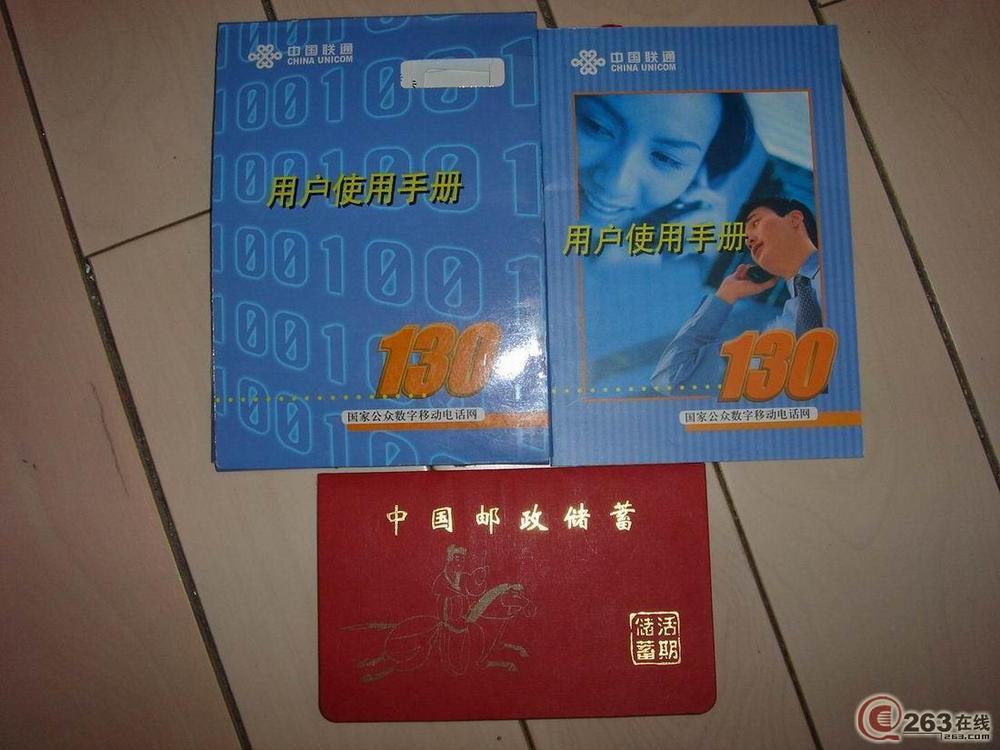 中国联通
CHINA UNICOM
用户使用手册
130
国家公众数字移动电话网
中国联通
CHINA UNICOM
用户使用手册
130
国家公众数字移动电话网
中国邮政储蓄
活期
储蓄
263在线
263.com